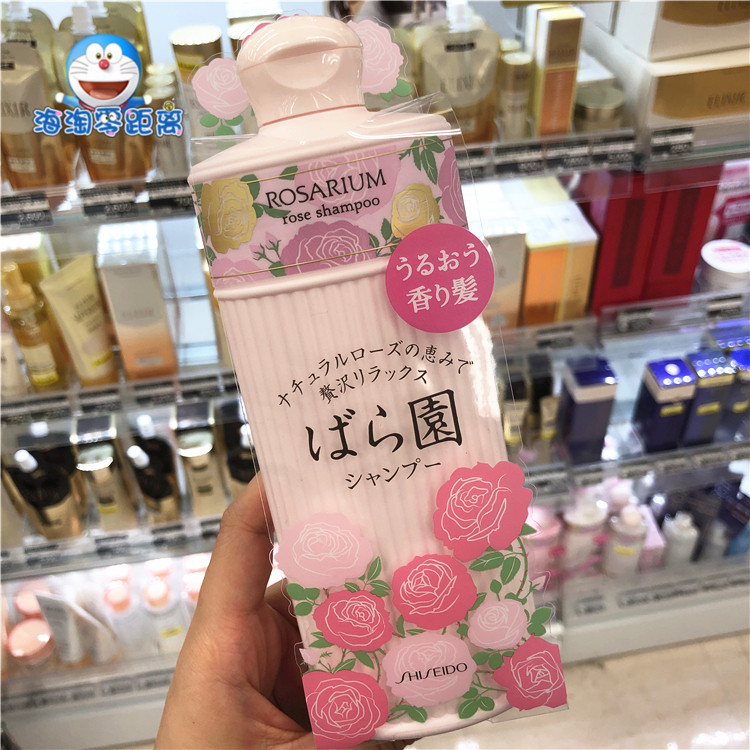 海淘零距离
ROSARIUM
rose shampoo
うるおう
香り髪
ナチュラルローズの恵みで
贅沢リラックス
ばら園
シャンプー
SHISEIDO